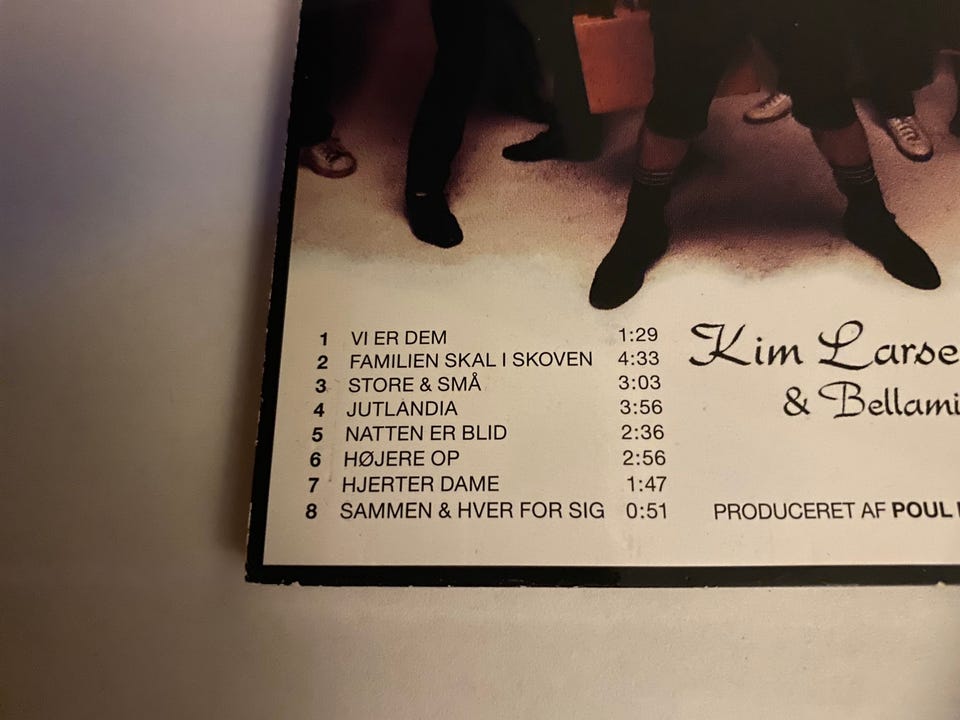 1 VI ER DEM 1:29
2 FAMILIEN SKAL I SKOVEN 4:33
3 STORE & SMÅ 3:03
4 JUTLANDIA 3:56
5 NATTEN ER BLID 2:36
6 HØJERE OP 2:56
7 HJERTER DAME 1:47
8 SAMMEN & HVER FOR SIG 0:51
Kim Larse
& Bellami
PRODUCERET AF POUL